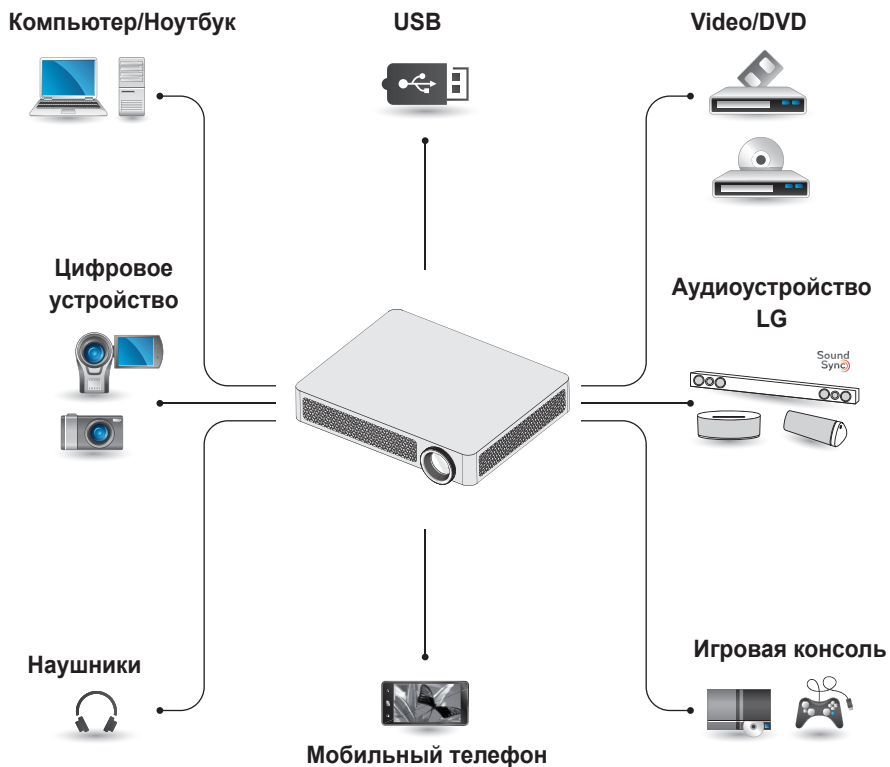 Компьютер/Ноутбук
USB
Video/DVD
Цифровое
устройство
Аудиоустройство
LG
Sound
Sync
Наушники
Игровая консоль
Мобильный телефон